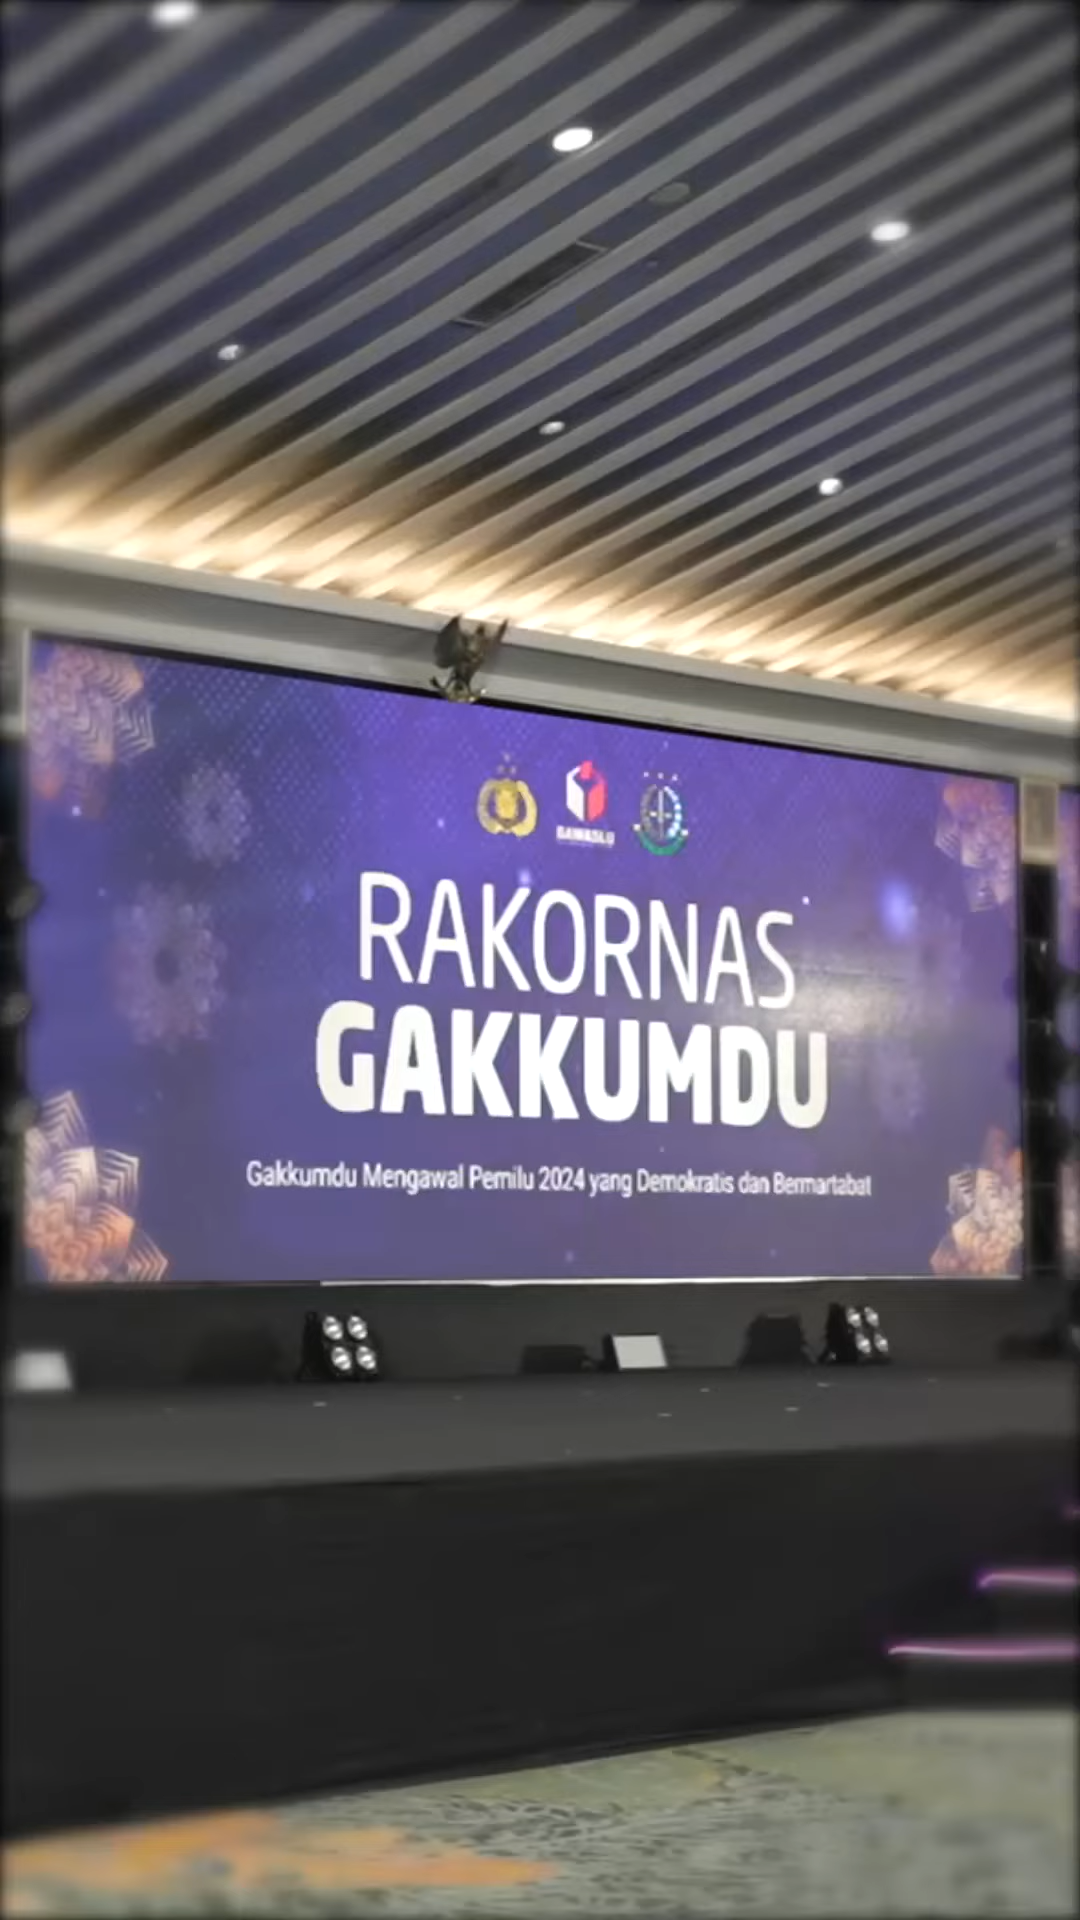 BAWASLU
RAKORNAS
GAKKUMDU
Gakkumdu Mengawal Pemilu 2024 yang Demokratis dan Bermartabat